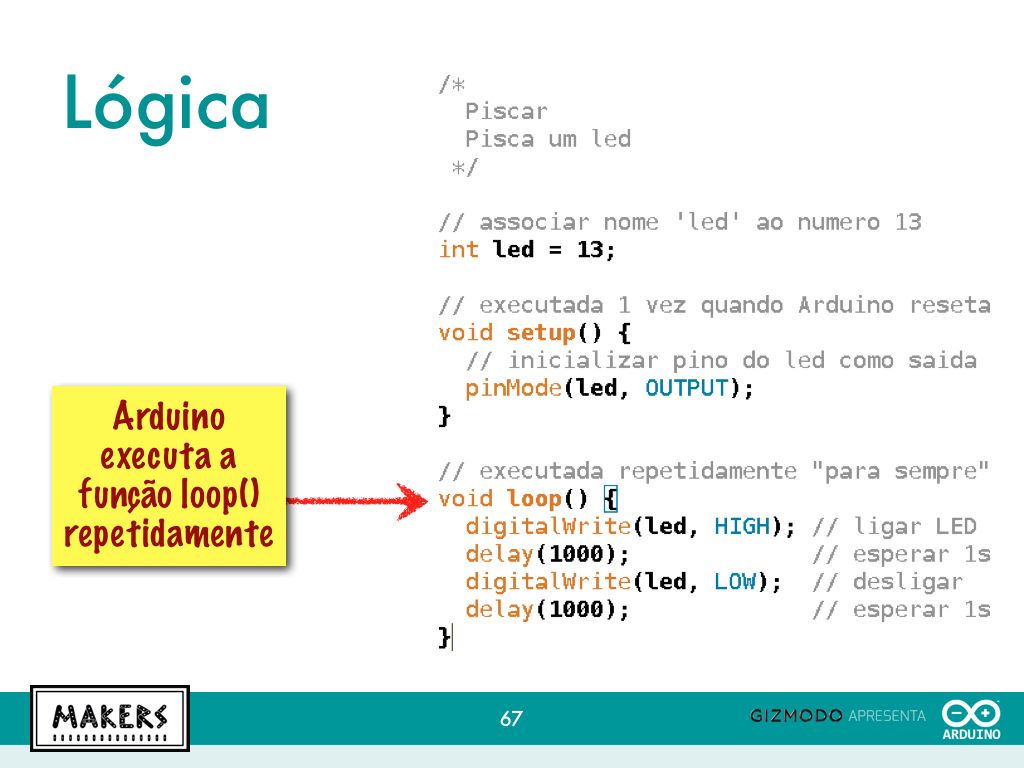 Lógica
/*
  Piscar
  Pisca um led
 */
// associar nome 'led' ao numero 13
int led = 13;
// executada 1 vez quando Arduino reseta
void setup() {
  // inicializar pino do led como saida
  pinMode(led, OUTPUT);
}
Arduino
executa a
função loop()
repetidamente
// executada repetidamente "para sempre"
void loop() {
  digitalWrite(led, HIGH); // ligar LED
  delay(1000);             // esperar 1s
  digitalWrite(led, LOW);  // desligar
  delay(1000);             // esperar 1s
}
MAKERS
67
GIZMODO APRESENTA
ARDUINO